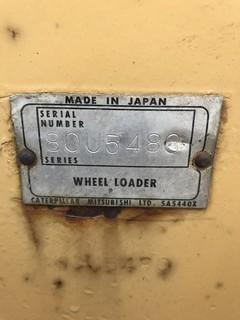 MADE IN JAPAN
SERIAL
NUMBER
SERIES
WHEEL LOADER
CATERPILLAR MITSUBISHI LTD. SA5440X